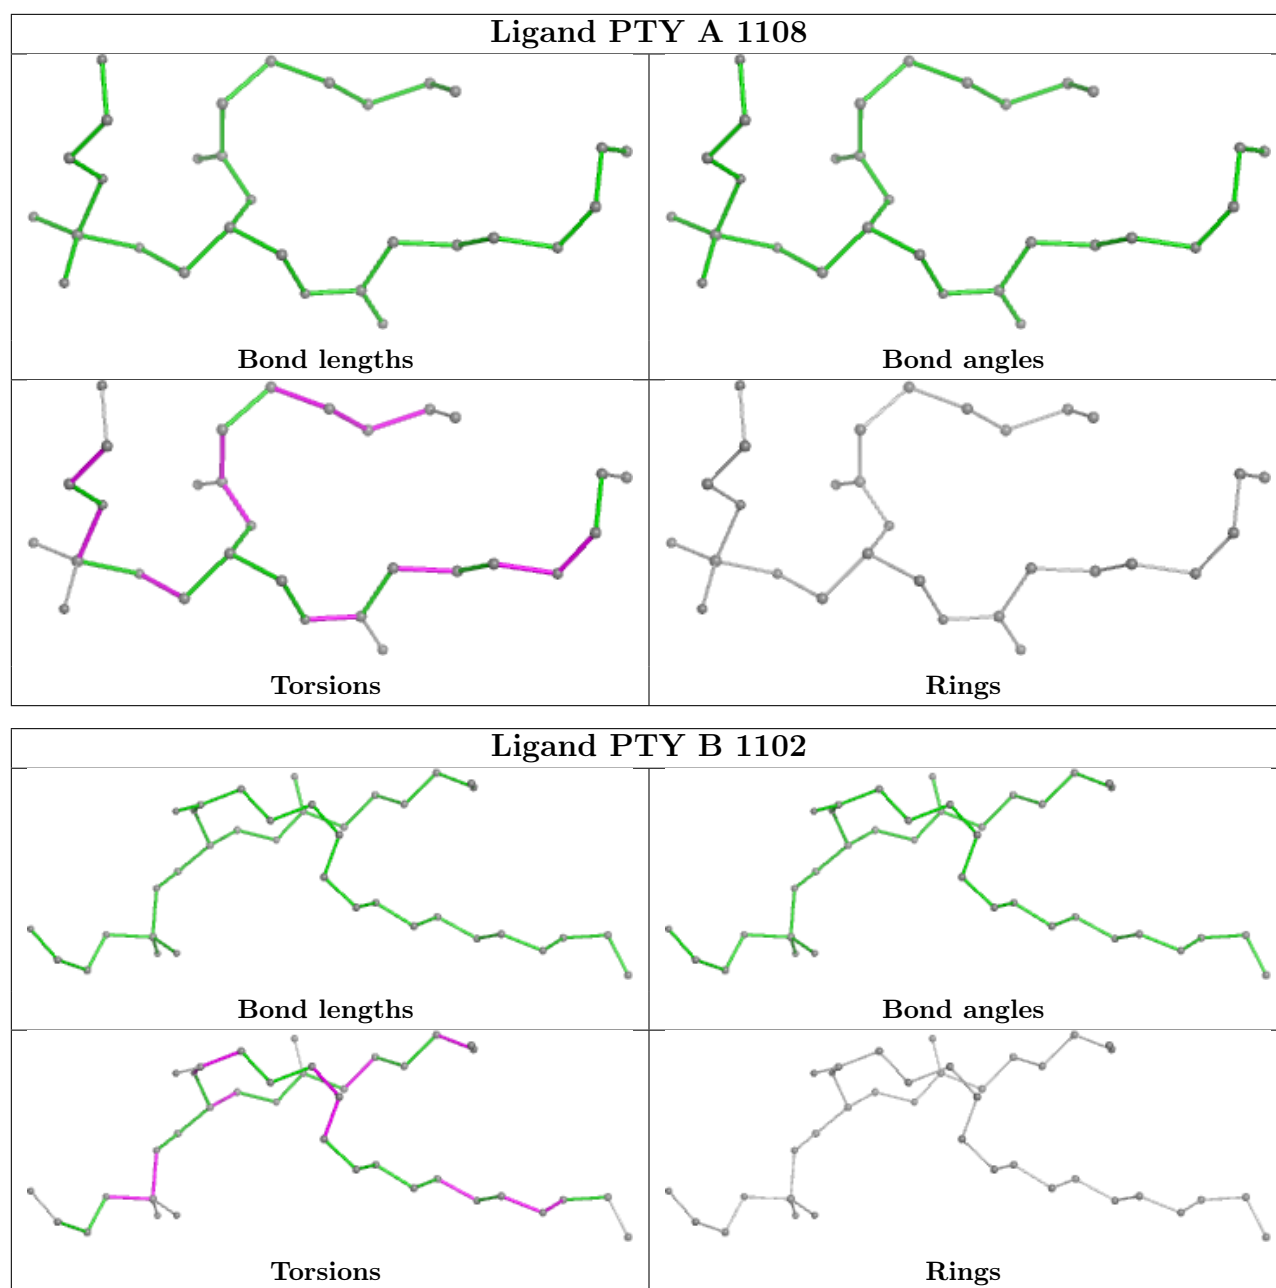 Ligand PTY A 1108
Bond lengths
Bond angles
Torsions
Rings
Ligand PTY B 1102
Bond lengths
Bond angles
Torsions
Rings